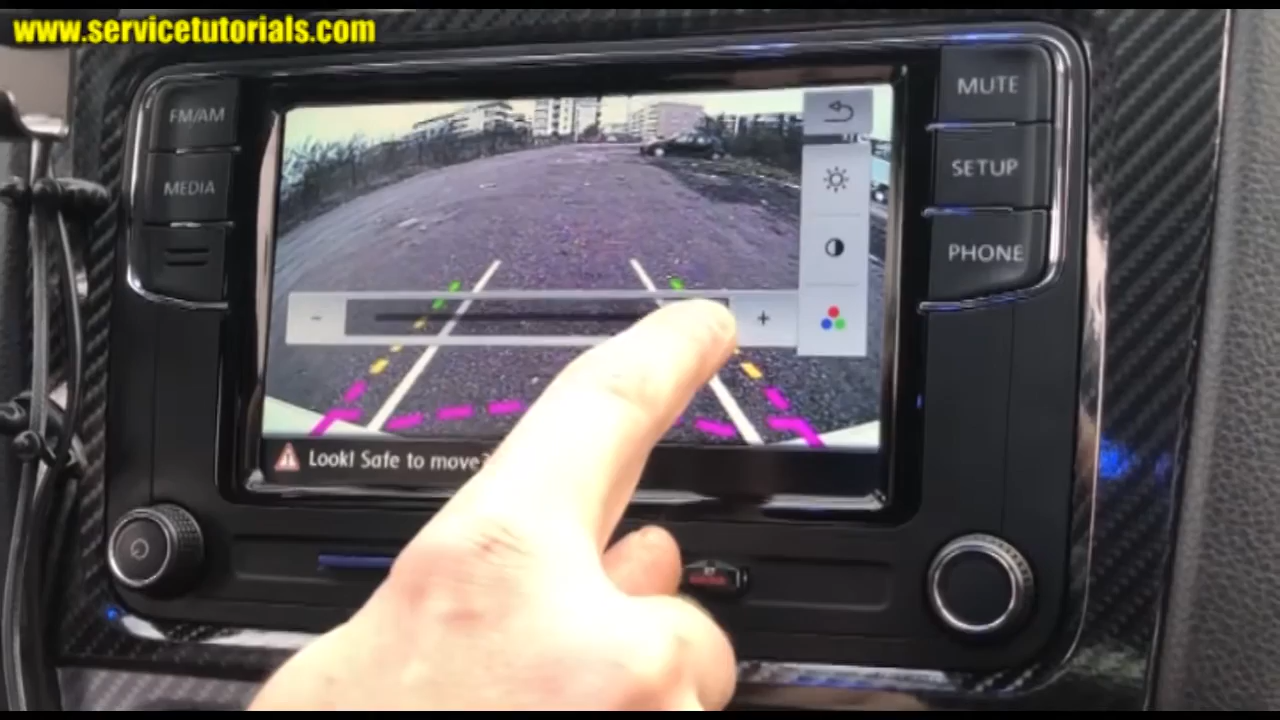 www.servicetutorials.com
FM/AM
MEDIA
MUTE
SETUP
PHONE
- +
Look! Safe to move?